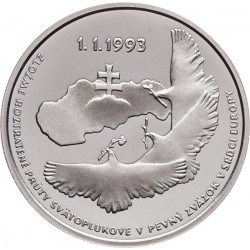 1.1.1993
ZLOŽME ROZTRATENÉ PRÚTY SVÄTOPLUKOVE V PEVNÝ ZVÄZOK V SRDCI EURÓPY